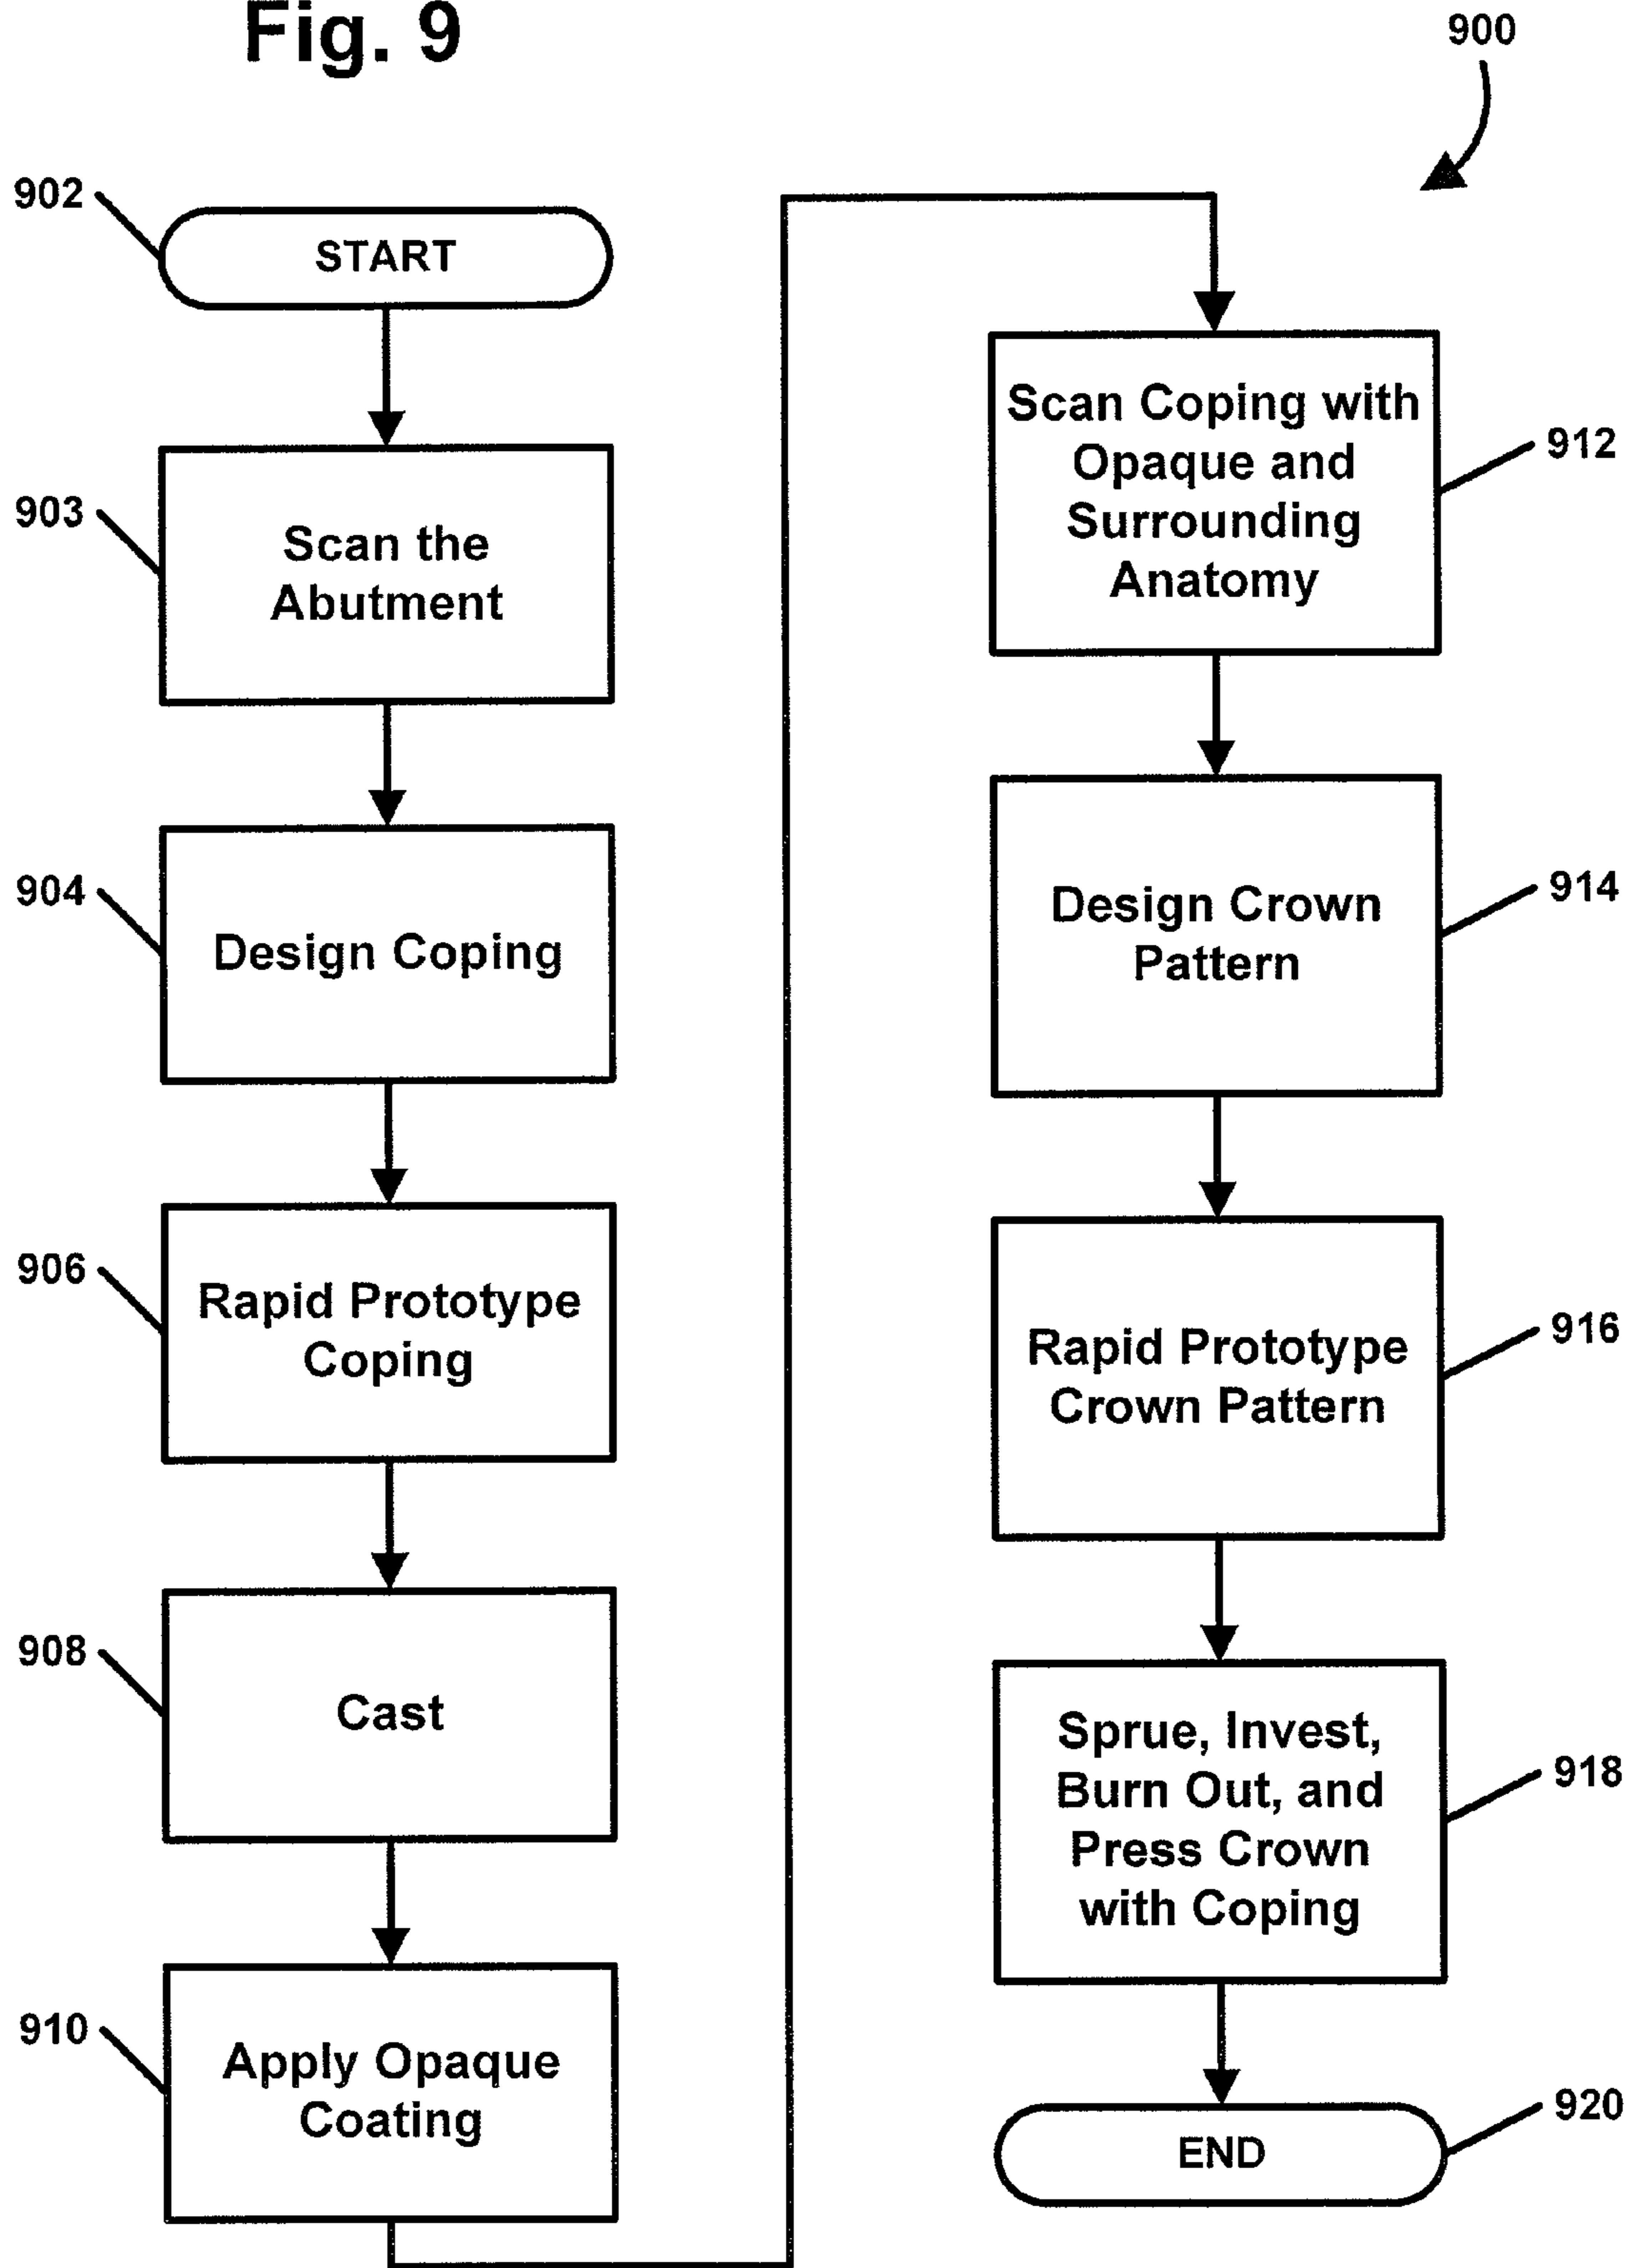 Fig. 9
900
902
START
903
Scan the
Abutment
904
Design Coping
906
Rapid Prototype
Coping
908
Cast
910
Apply Opaque
Coating
Scan Coping with
Opaque and
Surrounding
Anatomy
912
Design Crown
Pattern
914
Rapid Prototype
Crown Pattern
916
Sprue, Invest,
Burn Out, and
Press Crown
with Coping
918
END
920